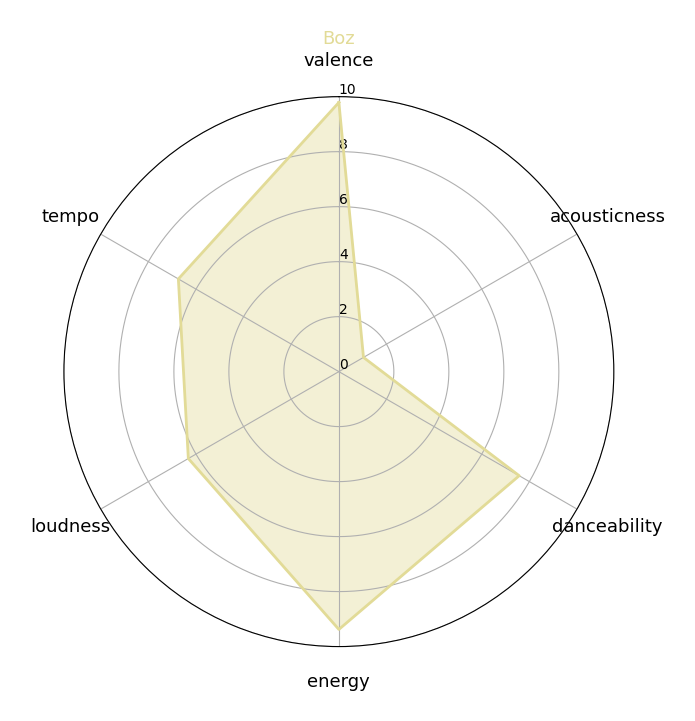 Boz
valence
10
8
6
4
2
0
tempo
acousticness
loudness
danceability
energy